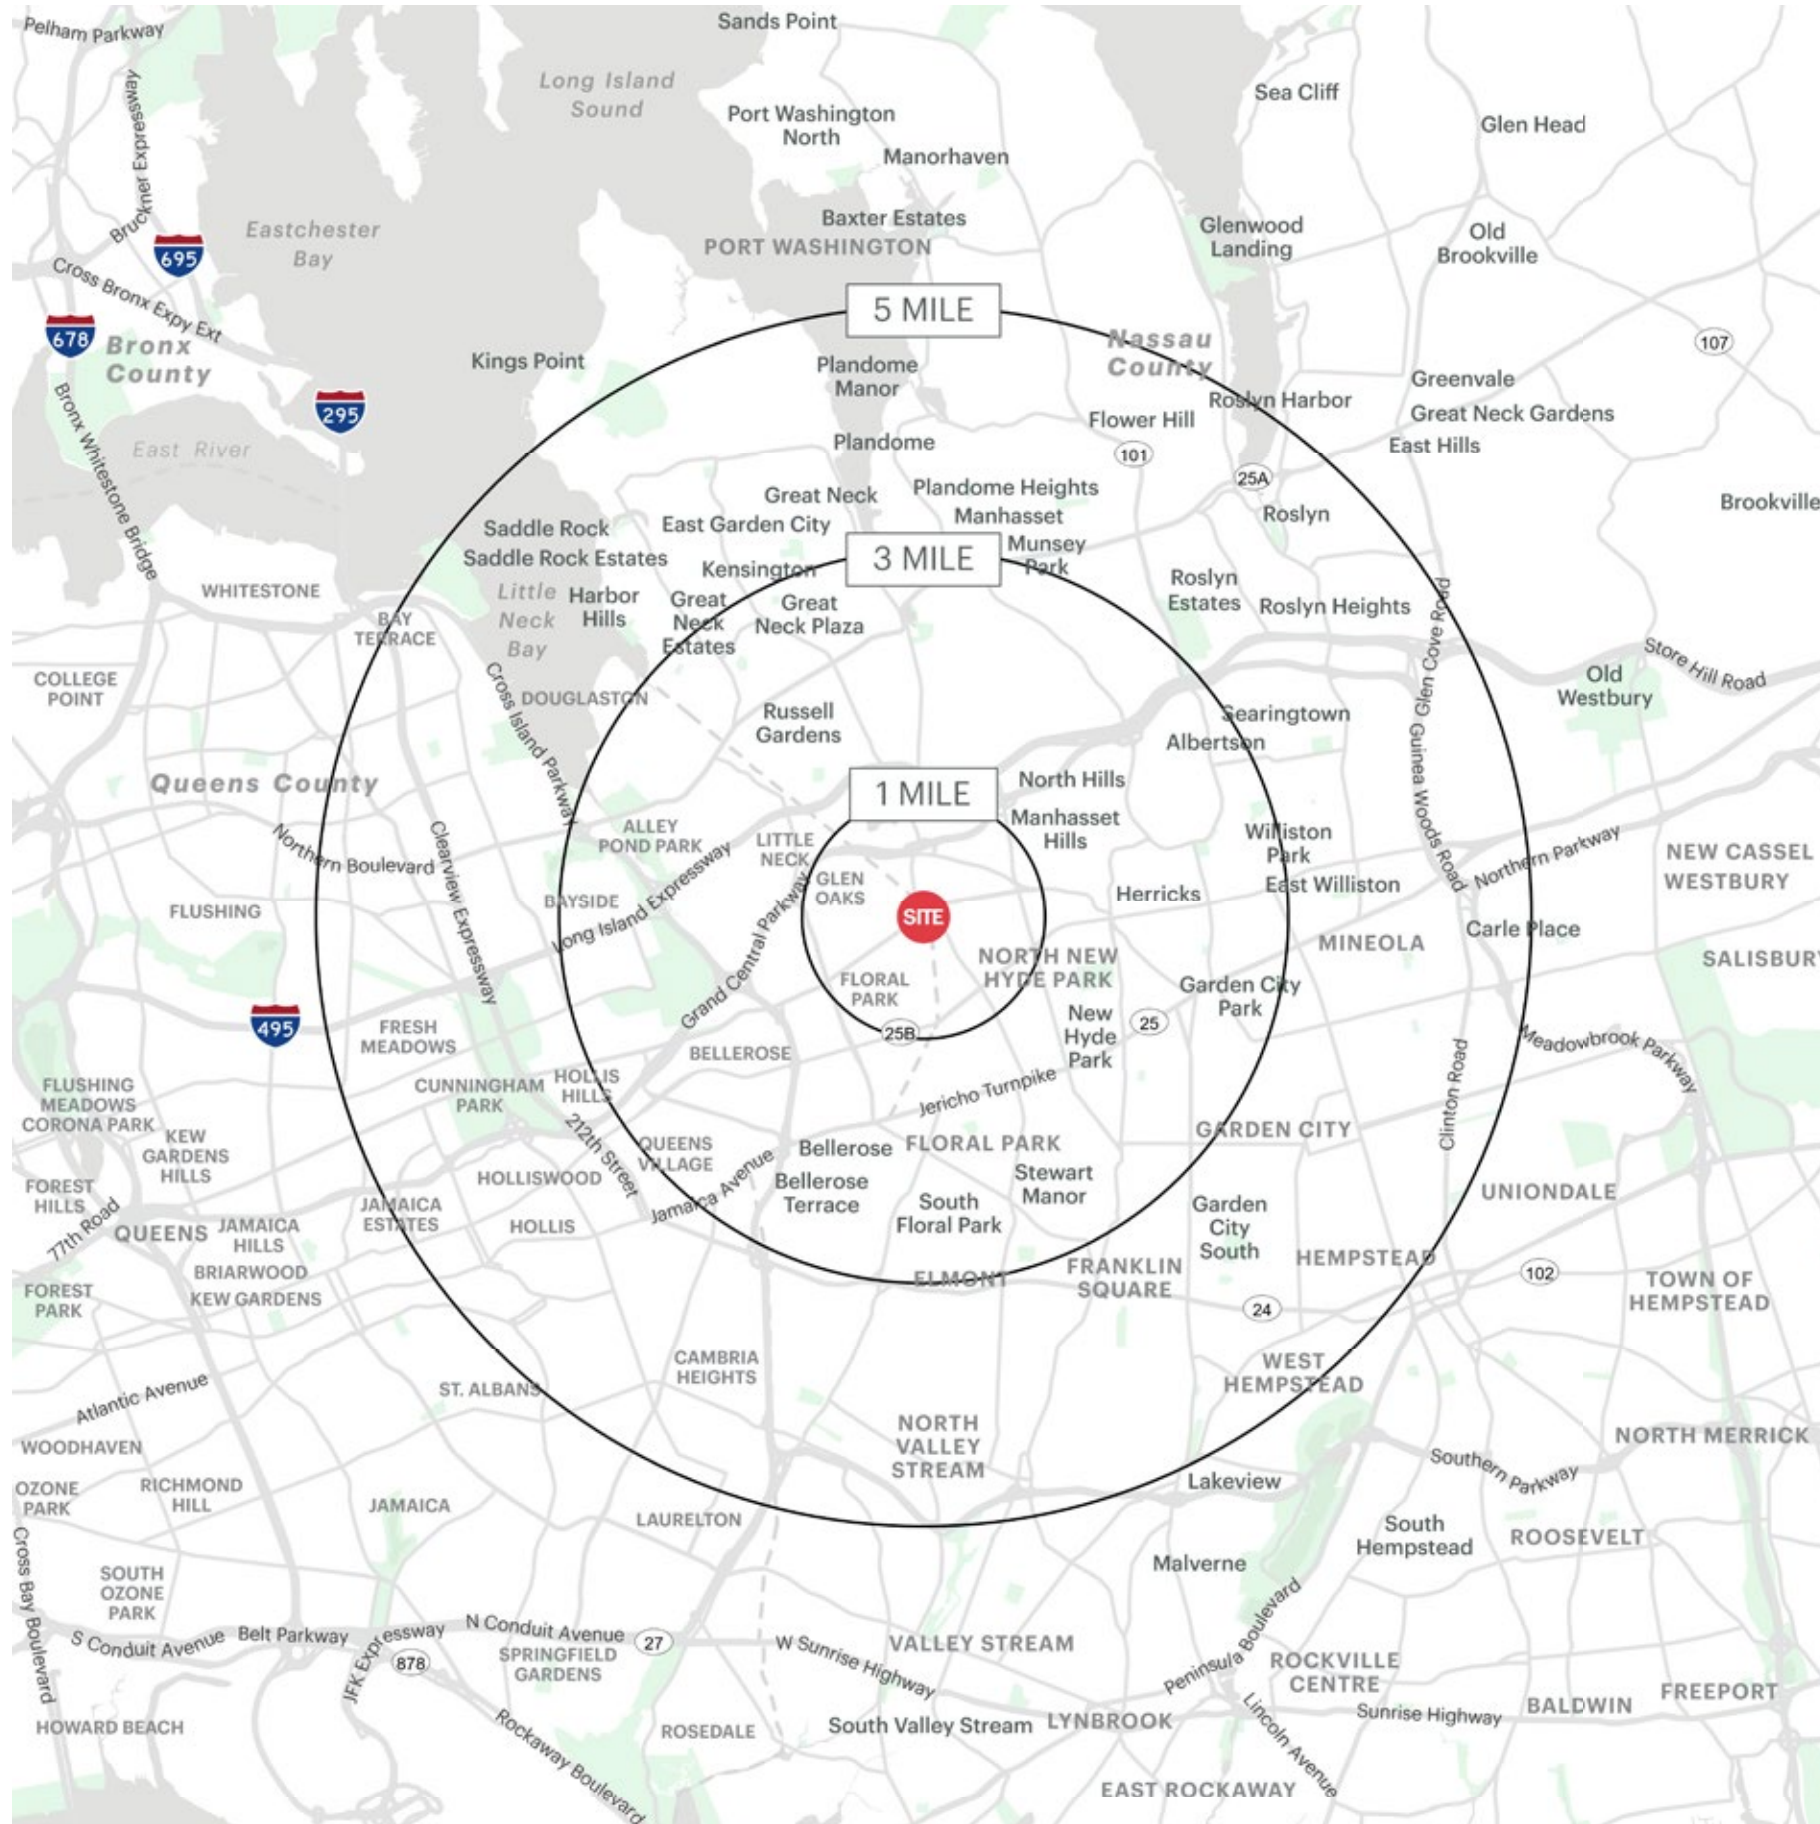 Pelham Parkway
Sands Point
Long Island
Sound
Bruckner Expressway
Sea Cliff
Port Washington
North
Glen Head
Manorhaven
Baxter Estates
PORT WASHINGTON
Eastchester
Bay
Glenwood
Landing
Old
Brookville
695
Cross Bronx Expy Ext
678
Bronx
County
5 MILE
Nassau
County
107
Kings Point
Plandome
Manor
Greenvale
295
Bronx Whitestone Bridge
Roslyn Harbor
Great Neck Gardens
Flower Hill
East River
Plandome
101
East Hills
25A
Great Neck
Plandome Heights
Brookville
Saddle Rock
East Garden City
Manhasset
Roslyn
Saddle Rock Estates
Kensington
3 MILE
Munsey
Park
WHITESTONE
Little
Neck
Bay
Harbor
Hills
Great
Neck
Estates
Great
Neck Plaza
Roslyn
Estates
Roslyn Heights
BAY
TERRACE
Glen Cove Road
COLLEGE
POINT
Cross Island Parkway
DOUGLASTON
Store Hill Road
Old
Westbury
Russell
Gardens
Searingtown
Albertson
Guinea Woods Road
Queens County
1 MILE
North Hills
Manhasset
Hills
Northern Boulevard
Clearview Expressway
ALLEY
POND PARK
LITTLE
NECK
Williston
Park
Northern Parkway
NEW CASSEL
WESTBURY
GLEN
OAKS
Herricks
East Williston
FLUSHING
BAYSIDE
Long Island Expressway
SITE
Grand Central Parkway
Carle Place
MINEOLA
NORTH NEW
HYDE PARK
SALISBURY
FLORAL
PARK
Garden City
Park
495
25B
New
Hyde
Park
25
FRESH
MEADOWS
Meadowbrook Parkway
BELLEROSE
Clinton Road
FLUSHING
MEADOWS
CORONA PARK
CUNNINGHAM
PARK
HOLLIS
HILLS
Jericho Turnpike
212th Street
KEW
GARDENS
HILLS
QUEENS
VILLAGE
Bellerose
FLORAL PARK
GARDEN CITY
HOLLISWOOD
Jamaica Avenue
Bellerose
Terrace
Stewart
Manor
UNIONDALE
FOREST
HILLS
77th Road
QUEENS
JAMAICA
HILLS
JAMAICA
ESTATES
HOLLIS
South
Floral Park
Garden
City
South
BRIARWOOD
KEW GARDENS
FOREST
PARK
ELMONT
FRANKLIN
SQUARE
HEMPSTEAD
102
TOWN OF
HEMPSTEAD
24
CAMBRIA
HEIGHTS
WEST
HEMPSTEAD
Atlantic Avenue
ST. ALBANS
WOODHAVEN
NORTH
VALLEY
STREAM
NORTH MERRICK
Southern Parkway
OZONE
PARK
RICHMOND
HILL
JAMAICA
LAURELTON
Lakeview
South
Hempstead
ROOSEVELT
Cross Bay Boulevard
Malverne
SOUTH
OZONE
PARK
S Conduit Avenue
Belt Parkway
JFK Expressway
878
N Conduit Avenue
27
SPRINGFIELD
GARDENS
W Sunrise Highway
VALLEY STREAM
Peninsula Boulevard
ROCKVILLE
CENTRE
FREEPORT
BALDWIN
Sunrise Highway
Lincoln Avenue
HOWARD BEACH
Rockaway Boulevard
ROSEDALE
South Valley Stream
LYNBROOK
EAST ROCKAWAY